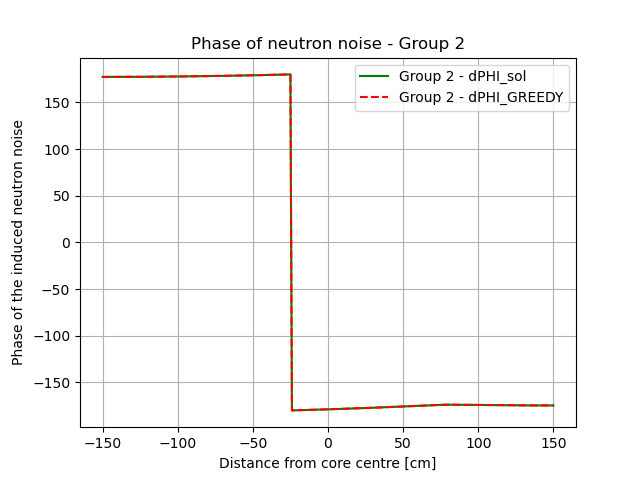 Phase of neutron noise - Group 2
Group 2 - dPHI_sol
Group 2 - dPHI_GREEDY
Phase of the induced neutron noise
150
100
50
0
−50
−100
−150
−150
−100
−50
0
50
100
150
Distance from core centre [cm]